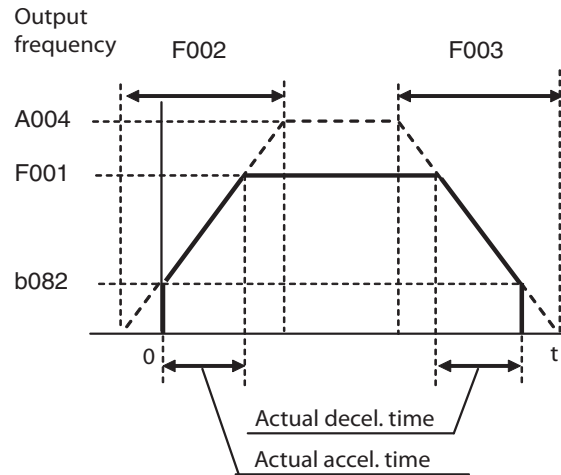 Output
frequency
F002
F003
A004
F001
b082
0
t
Actual decel. time
Actual accel. time